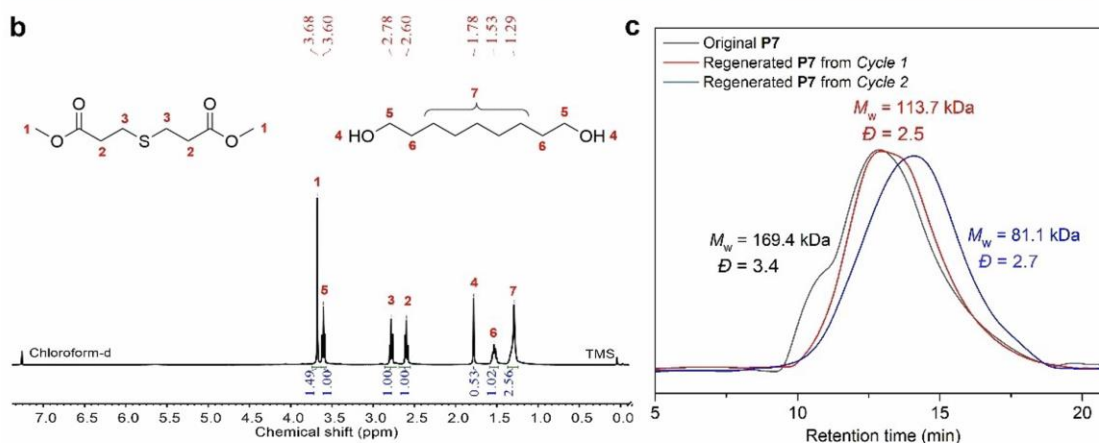 b
3.68
3.60
2.78
2.60
1.78
1.53
1.29
O
3
3
O
1
O
2
S
2
O
1
7
5
5
4
HO
6
6
OH
4
1
5
3
2
4
6
7
Chloroform-d
TMS
1.49
1.00
1.00
1.00
0.53
1.02
2.56
7.0 6.5 6.0 5.5 5.0 4.5 4.0 3.5 3.0 2.5 2.0 1.5 1.0 0.5 0.0
Chemical shift (ppm)
c
Original P7
Regenerated P7 from Cycle 1
Regenerated P7 from Cycle 2
Mw = 113.7 kDa
Đ = 2.5
Mw = 169.4 kDa
Đ = 3.4
Mw = 81.1 kDa
Đ = 2.7
5 10 15 20
Retention time (min)